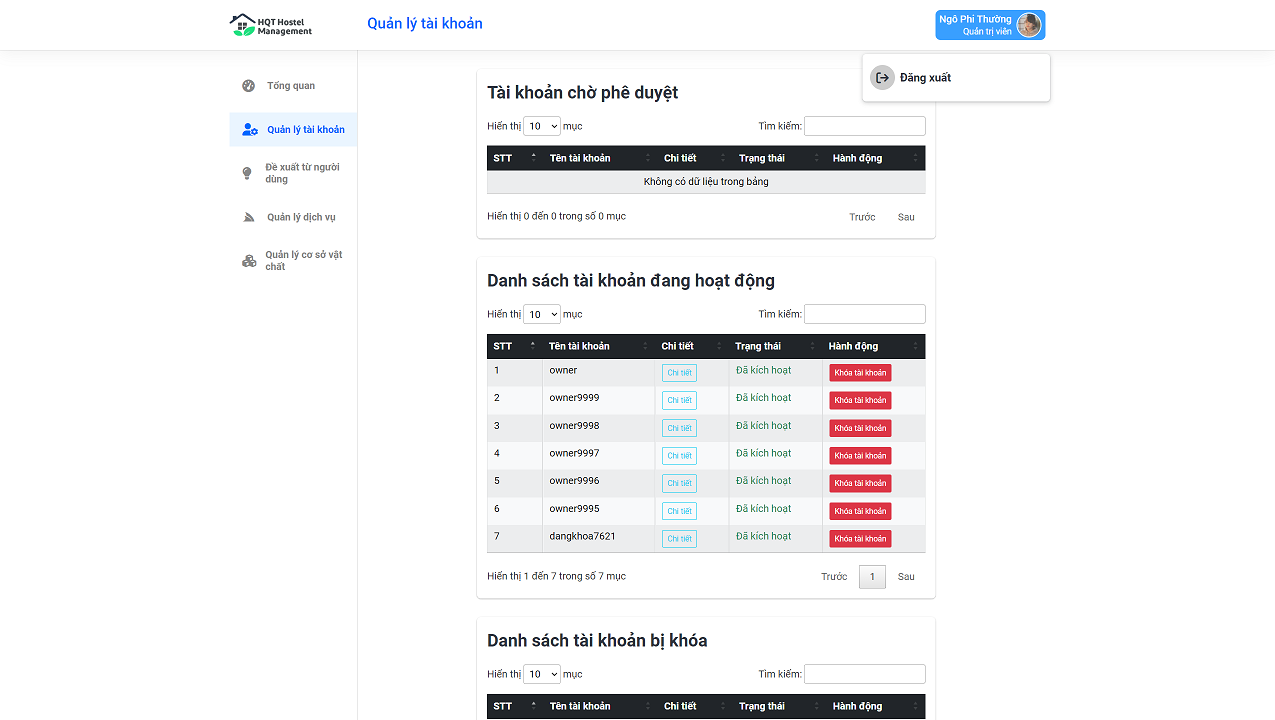 HQT Hostel
Management
Quản lý tài khoản
Ngô Phi Thường
Quản trị viên
Đăng xuất
Tổng quan
Quản lý tài khoản
Đề xuất từ người
dùng
Quản lý dịch vụ
Quản lý cơ sở vật
chất
Tài khoản chờ phê duyệt
Hiển thị 10 mục Tìm kiếm:
STT Tên tài khoản Chi tiết Trạng thái Hành động
Không có dữ liệu trong bảng
Hiển thị 0 đến 0 trong số 0 mục Trước Sau
Danh sách tài khoản đang hoạt động
Hiển thị 10 mục Tìm kiếm:
STT Tên tài khoản Chi tiết Trạng thái Hành động
1 owner Chi tiết Đã kích hoạt Khóa tài khoản
2 owner9999 Chi tiết Đã kích hoạt Khóa tài khoản
3 owner9998 Chi tiết Đã kích hoạt Khóa tài khoản
4 owner9997 Chi tiết Đã kích hoạt Khóa tài khoản
5 owner9996 Chi tiết Đã kích hoạt Khóa tài khoản
6 owner9995 Chi tiết Đã kích hoạt Khóa tài khoản
7 dangkhoa7621 Chi tiết Đã kích hoạt Khóa tài khoản
Hiển thị 1 đến 7 trong số 7 mục Trước 1 Sau
Danh sách tài khoản bị khóa
Hiển thị 10 mục Tìm kiếm:
STT Tên tài khoản Chi tiết Trạng thái Hành động